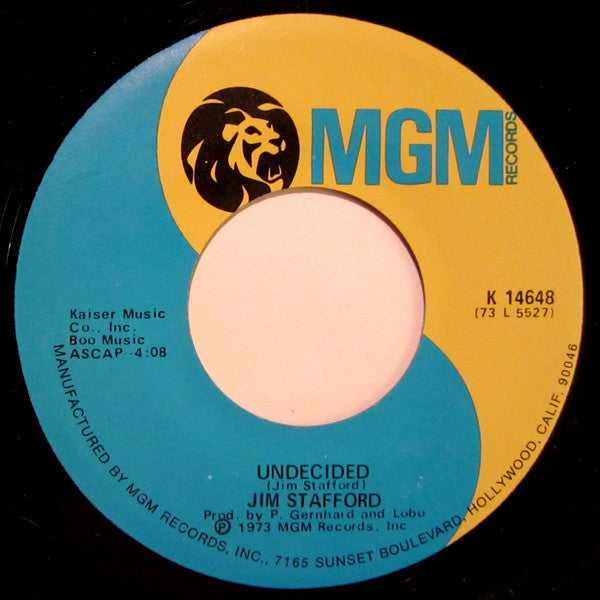 MGM
RECORDS
K 14648
(73 L 5527)
Kaiser Music
Co., Inc.
Boo Music
ASCAP -4:08
UNDECIDED
(Jim Stafford)
JIM STAFFORD
Prod. by P. Gernhard and Lobo
℗ 1973 MGM Records, Inc.
MANUFACTURED BY MGM RECORDS, INC., 7165 SUNSET BOULEVARD, HOLLYWOOD, CALIF. 90046